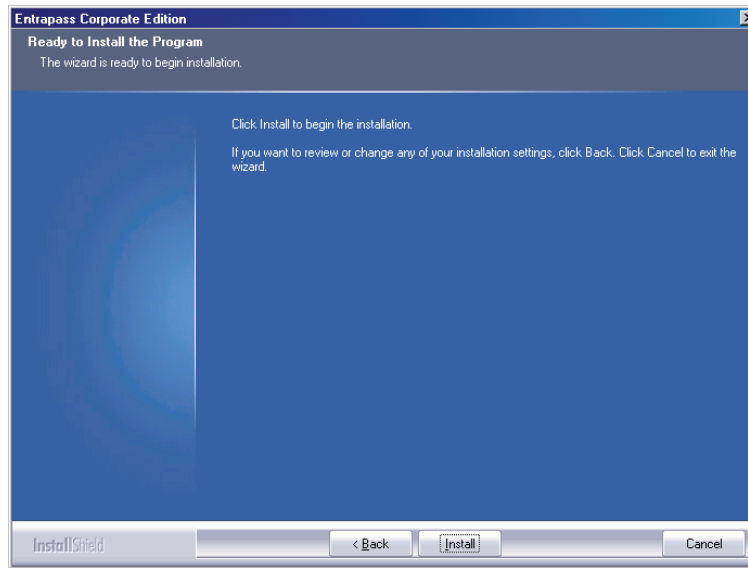 Entrapass Corporate Edition
Ready to Install the Program
The wizard is ready to begin installation.
Click Install to begin the installation.
If you want to review or change any of your installation settings, click Back. Click Cancel to exit the
wizard.
InstallShield
< Back
Install
Cancel